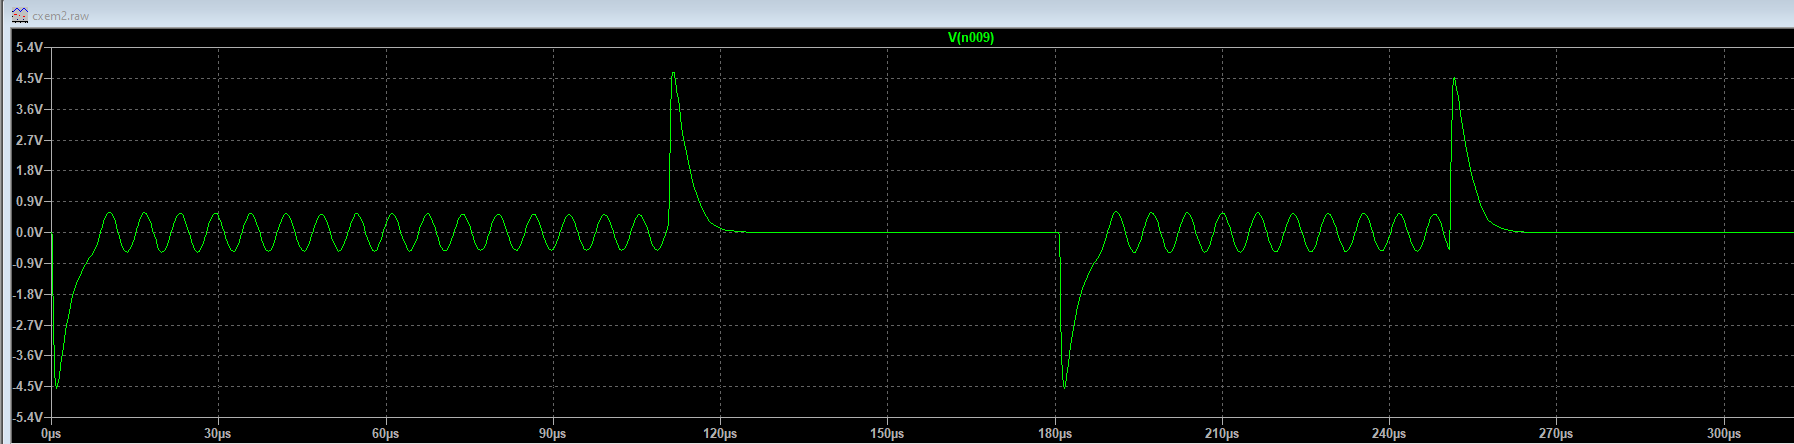 cxem2.raw
V(n009)
5.4V
4.5V
3.6V
2.7V
1.8V
0.9V
0.0V
-0.9V
-1.8V
-2.7V
-3.6V
-4.5V
-5.4V
0µs 30µs 60µs 90µs 120µs 150µs 180µs 210µs 240µs 270µs 300µs